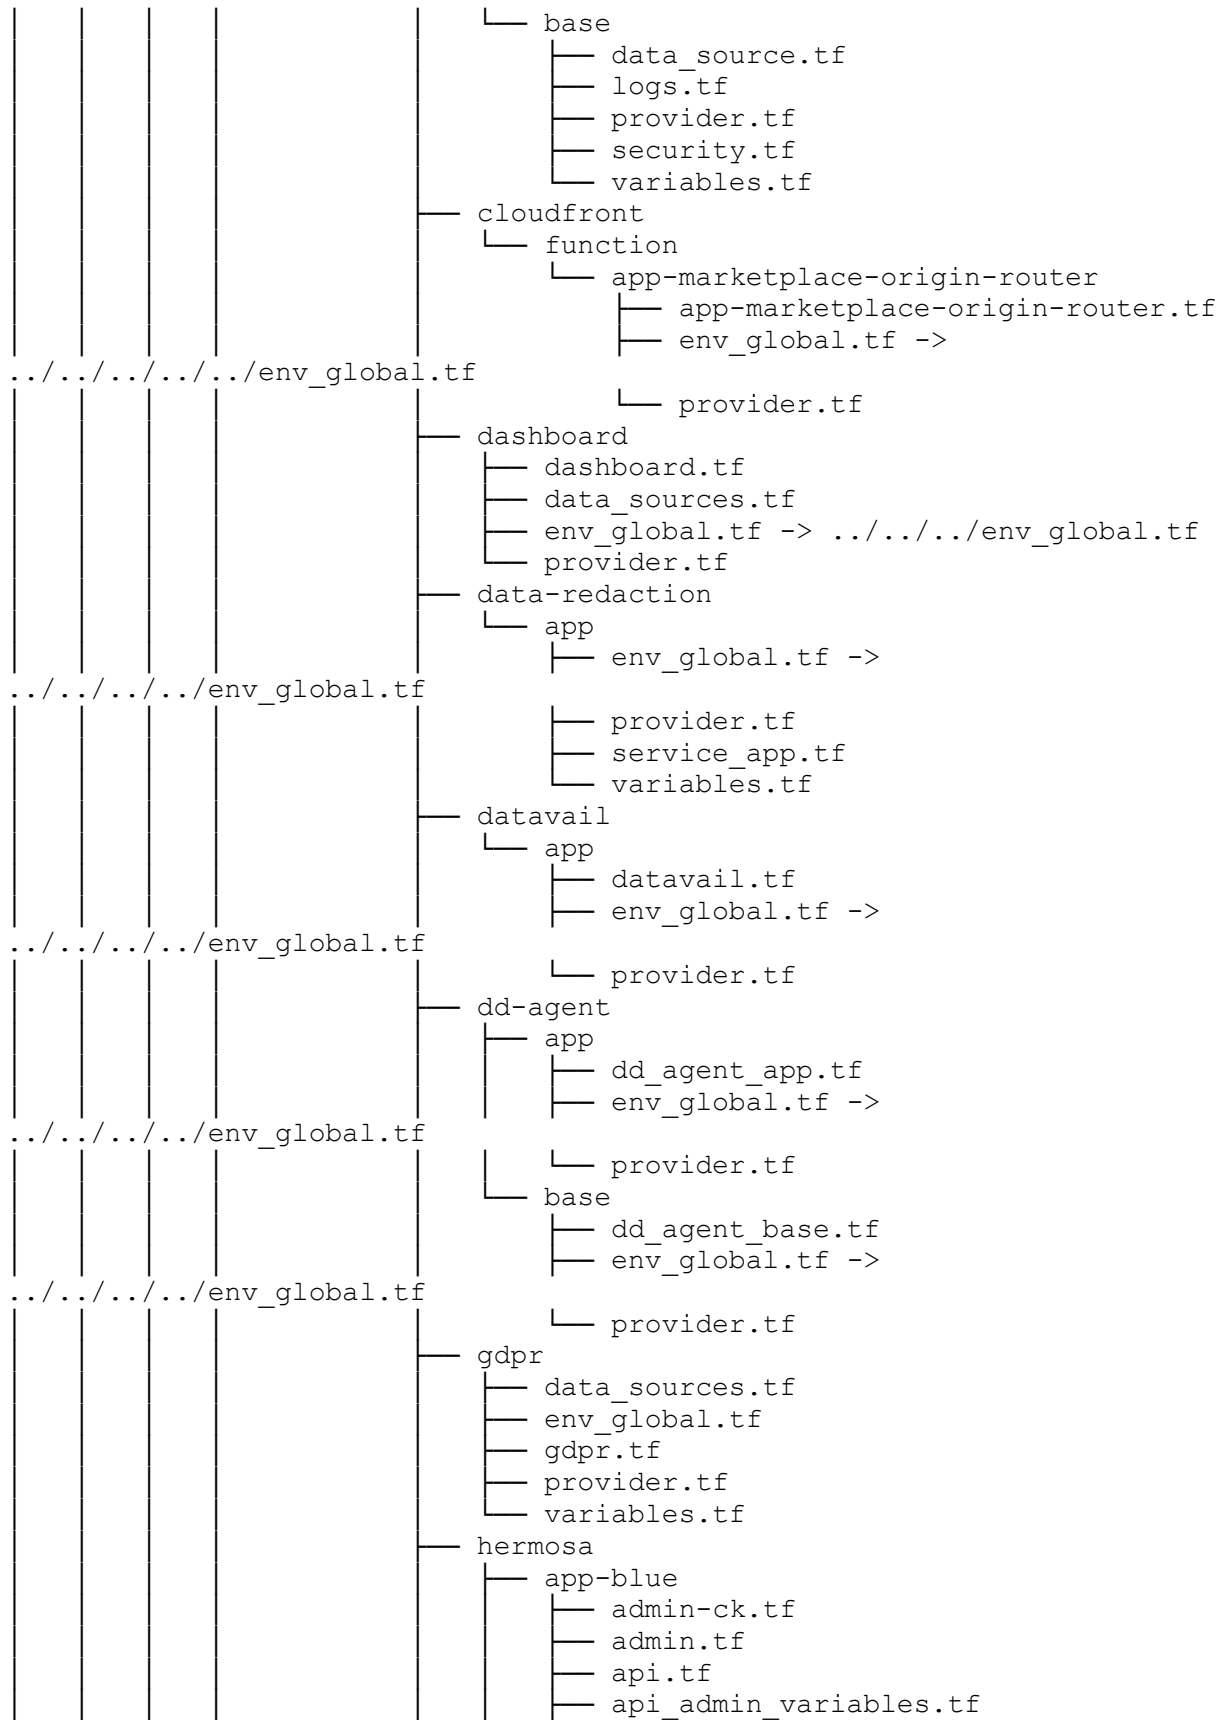 │   │   │   │           │   └── base
│   │   │   │           │       ├── data_source.tf
│   │   │   │           │       ├── logs.tf
│   │   │   │           │       ├── provider.tf
│   │   │   │           │       ├── security.tf
│   │   │   │           │       └── variables.tf
│   │   │   │           ├── cloudfront
│   │   │   │           │   └── function
│   │   │   │           │       └── app-marketplace-origin-router
│   │   │   │           │           ├── app-marketplace-origin-router.tf
│   │   │   │           │           ├── env_global.tf ->
../../../../../env_global.tf
│   │   │   │           │           └── provider.tf
│   │   │   │           ├── dashboard
│   │   │   │           │   ├── dashboard.tf
│   │   │   │           │   ├── data_sources.tf
│   │   │   │           │   ├── env_global.tf -> ../../../env_global.tf
│   │   │   │           │   └── provider.tf
│   │   │   │           ├── data-redaction
│   │   │   │           │   └── app
│   │   │   │           │       ├── env_global.tf ->
../../../../env_global.tf
│   │   │   │           │       ├── provider.tf
│   │   │   │           │       ├── service_app.tf
│   │   │   │           │       └── variables.tf
│   │   │   │           ├── datavail
│   │   │   │           │   └── app
│   │   │   │           │       ├── datavail.tf
│   │   │   │           │       ├── env_global.tf ->
../../../../env_global.tf
│   │   │   │           │       └── provider.tf
│   │   │   │           ├── dd-agent
│   │   │   │           │   ├── app
│   │   │   │           │   │   ├── dd_agent_app.tf
│   │   │   │           │   │   ├── env_global.tf ->
../../../../env_global.tf
│   │   │   │           │   │   └── provider.tf
│   │   │   │           │   └── base
│   │   │   │           │       ├── dd_agent_base.tf
│   │   │   │           │       ├── env_global.tf ->
../../../../env_global.tf
│   │   │   │           │       └── provider.tf
│   │   │   │           ├── gdpr
│   │   │   │           │   ├── data_sources.tf
│   │   │   │           │   ├── env_global.tf
│   │   │   │           │   ├── gdpr.tf
│   │   │   │           │   ├── provider.tf
│   │   │   │           │   └── variables.tf
│   │   │   │           ├── hermosa
│   │   │   │           │   ├── app-blue
│   │   │   │           │   │   ├── admin-ck.tf
│   │   │   │           │   │   ├── admin.tf
│   │   │   │           │   │   ├── api.tf
│   │   │   │           │   │   ├── api_admin_variables.tf